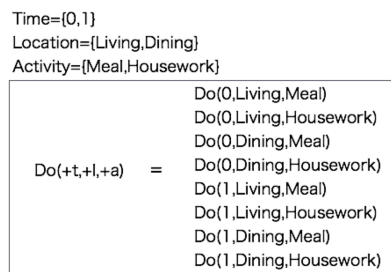 Time={0,1}
Location={Living,Dining}
Activity={Meal,Housework}
Do(0,Living,Meal)
Do(0,Living,Housework)
Do(0,Dining,Meal)
Do(+t,+l,+a) = Do(0,Dining,Housework)
Do(1,Living,Meal)
Do(1,Living,Housework)
Do(1,Dining,Meal)
Do(1,Dining,Housework)